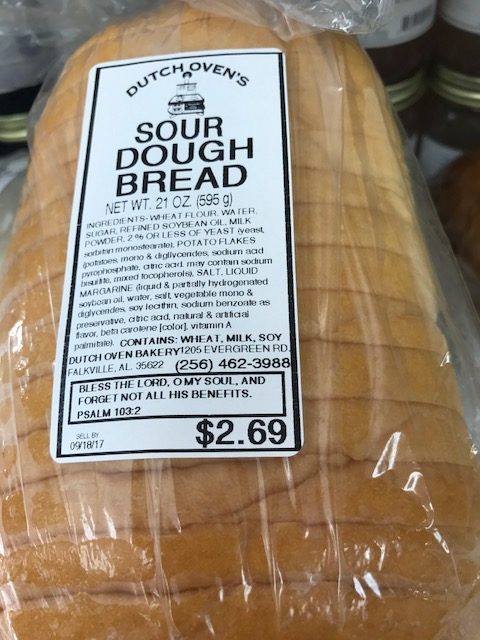 DUTCH OVEN'S
SOUR
DOUGH
BREAD
NET WT. 21 OZ. (595 g)
INGREDIENTS- WHEAT FLOUR, WATER,
SUGAR, REFINED SOYBEAN OIL, MILK
POWDER, 2 % OR LESS OF YEAST (yeast,
sorbitan monostearate), POTATO FLAKES
(potatoes, mono & diglycerides, sodium acid
pyrophosphate, citric acid. may contain sodium
bisulfite, mixed tocopherols), SALT, LIQUID
MARGARINE (liquid & partially hydrogenated
soybean oil, water, salt, vegetable mono &
diglycerides, soy lecithin, sodium benzoate as
preservative, citric acid, natural & artificial
flavor, beta carotene [color], vitamin A
palmitate). CONTAINS: WHEAT, MILK, SOY
DUTCH OVEN BAKERY 1205 EVERGREEN RD.
FALKVILLE, AL. 35622 (256) 462-3988
BLESS THE LORD, O MY SOUL, AND
FORGET NOT ALL HIS BENEFITS.
PSALM 103:2
SELL BY
09/18/17
$2.69